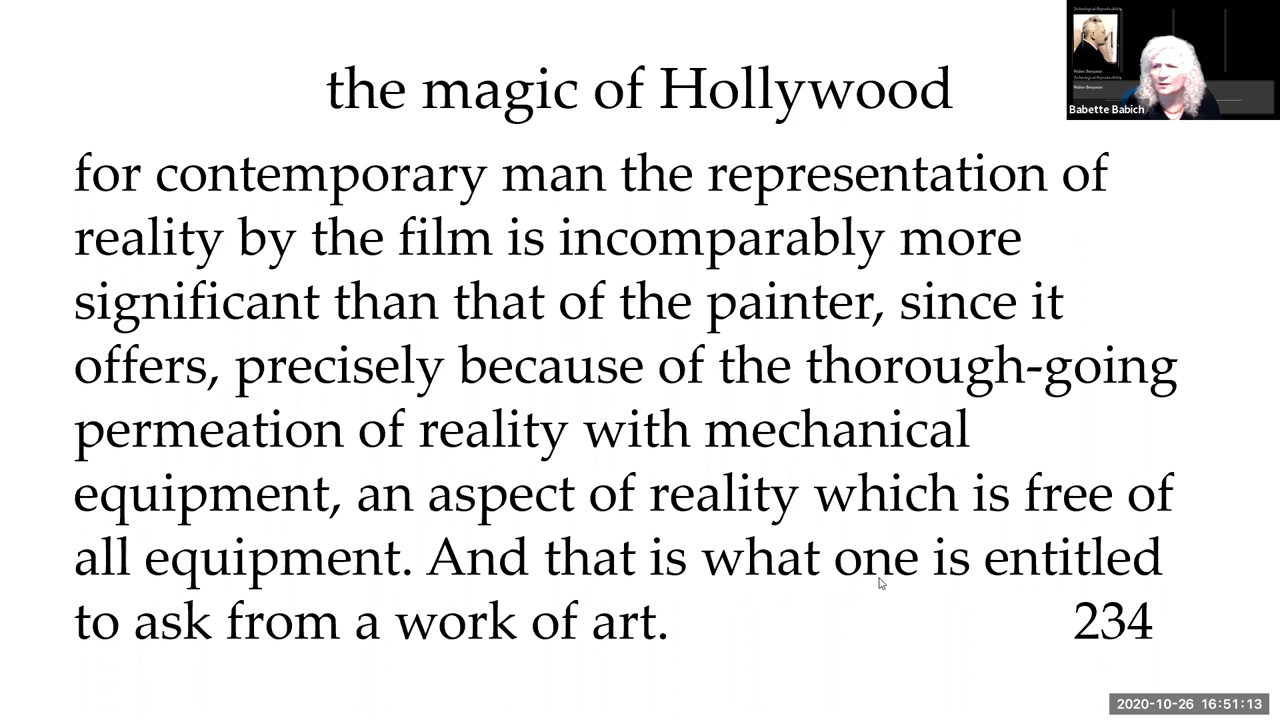 the magic of Hollywood
for contemporary man the representation of
reality by the film is incomparably more
significant than that of the painter, since it
offers, precisely because of the thorough-going
permeation of reality with mechanical
equipment, an aspect of reality which is free of
all equipment. And that is what one is entitled
to ask from a work of art. 234
Babette Babich
2020-10-26 16:51:13